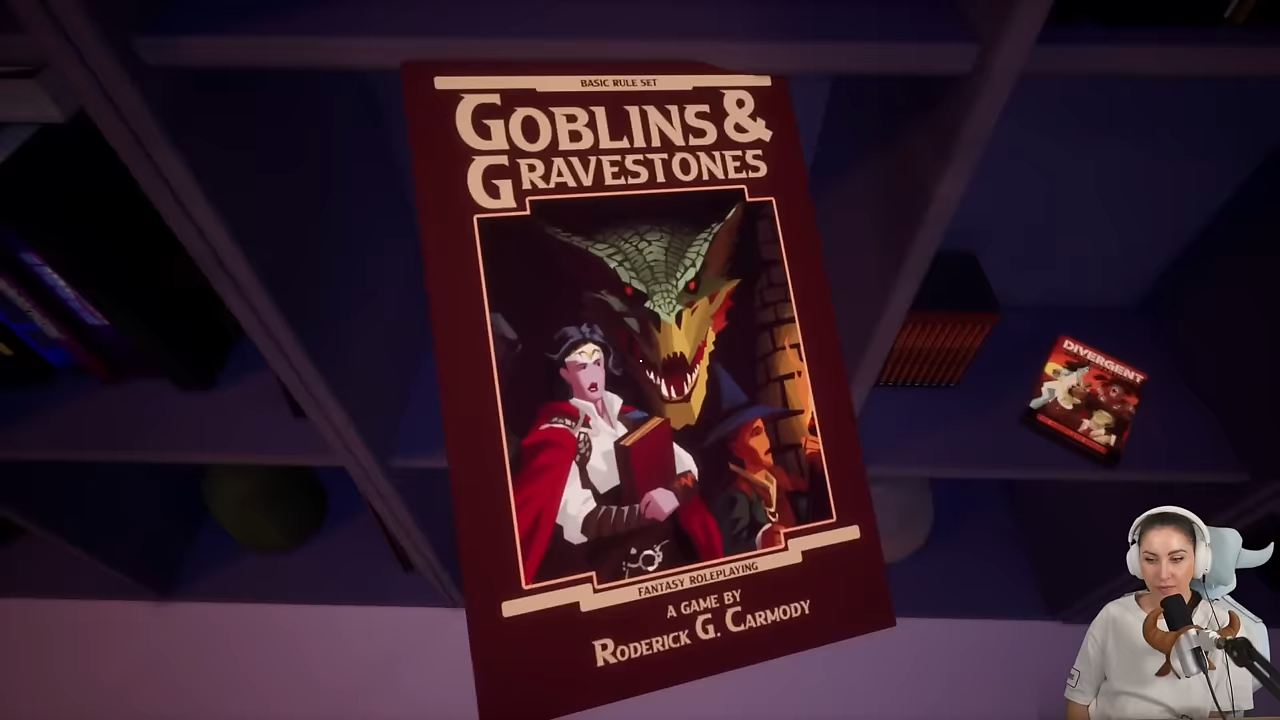 BASIC RULE SET
GOBLINS &
GRAVESTONES
FANTASY ROLEPLAYING
A GAME BY
RODERICK G. CARMODY
DIVERGENT